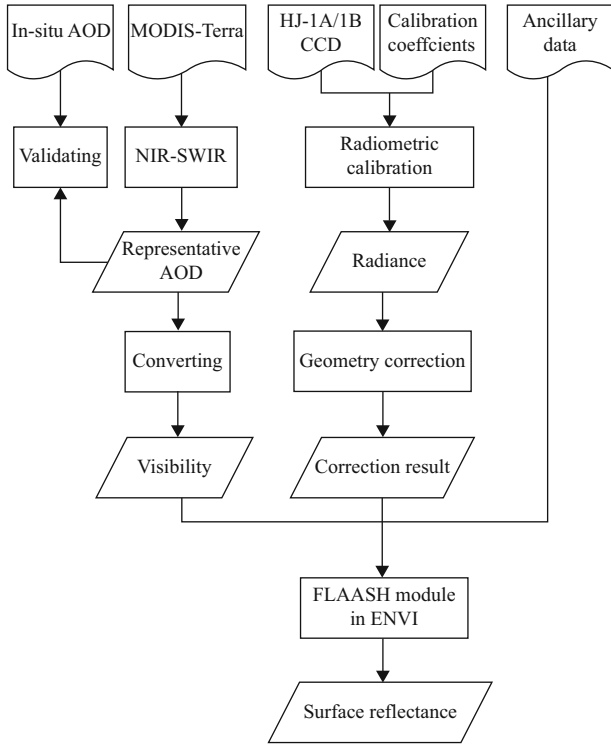 In-situ AOD
MODIS-Terra
HJ-1A/1B
CCD
Calibration
coeffcients
Ancillary
data
Validating
NIR-SWIR
Radiometric
calibration
Representative
AOD
Radiance
Converting
Geometry correction
Visibility
Correction result
FLAASH module
in ENVI
Surface reflectance